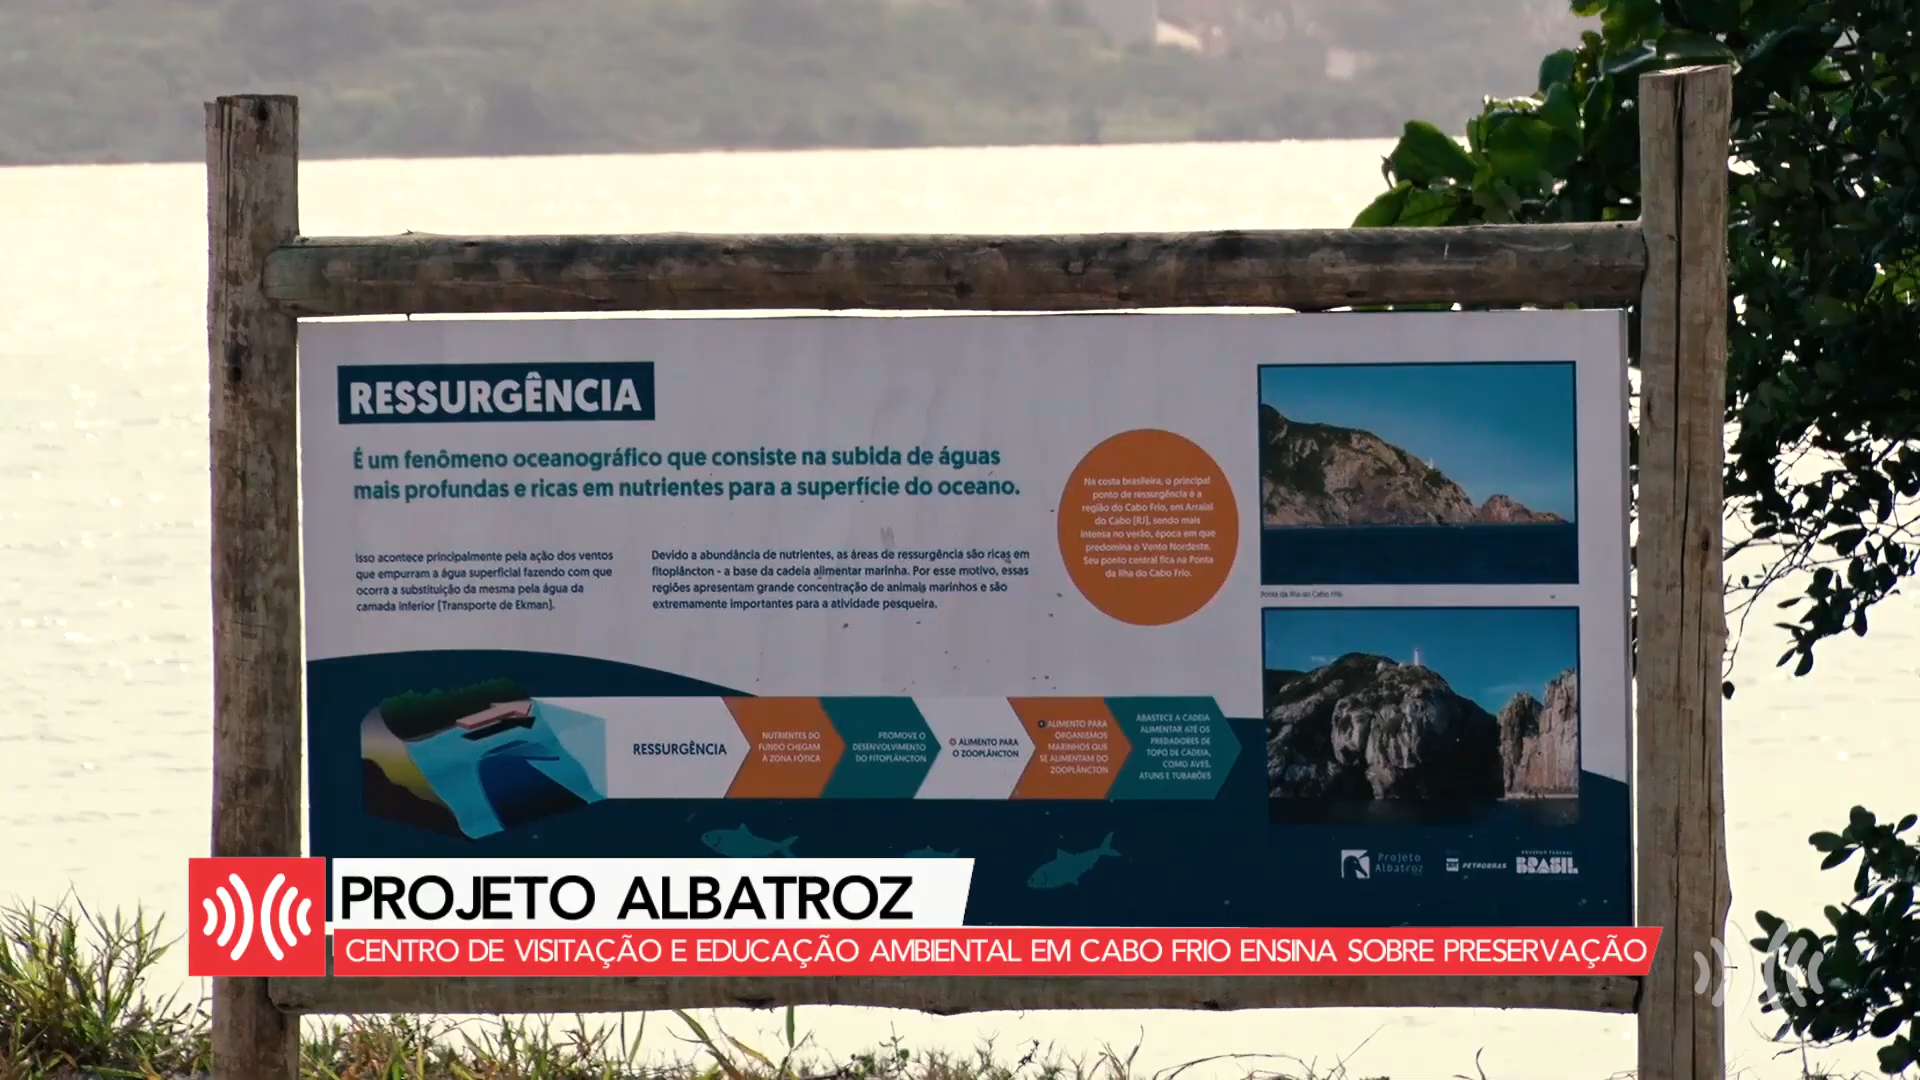 RESSURGÊNCIA
É um fenômeno oceanográfico que consiste na subida de águas
mais profundas e ricas em nutrientes para a superfície do oceano.
Isso acontece principalmente pela ação dos ventos
que empurram a água superficial fazendo com que
ocorra a substituição da mesma pela água da
camada inferior (Transporte de Ekman).
Devido a abundância de nutrientes, as áreas de ressurgência são ricas em
fitoplâncton - a base da cadeia alimentar marinha. Por esse motivo, essas
regiões apresentam grande concentração de animais marinhos e são
extremamente importantes para a atividade pesqueira.
Na costa brasileira, o principal
ponto de ressurgência é a
região do Cabo Frio, em Arraial
do Cabo (RJ), sendo mais
intensa no verão, época em que
predomina o Vento Nordeste.
Seu ponto central fica na Ponta
da Ilha do Cabo Frio.
Ponta da Ilha do Cabo Frio
RESSURGÊNCIA
NUTRIENTES DO
FUNDO CHEGAM
À ZONA FÓTICA
PROMOVE O
DESENVOLVIMENTO
DO FITOPLÂNCTON
ALIMENTO PARA
O ZOOPLÂNCTON
ALIMENTO PARA
ORGANISMOS
MARINHOS QUE
SE ALIMENTAM DO
ZOOPLÂNCTON
ABASTECE A CADEIA
ALIMENTAR ATÉ OS
PREDADORES DE
TOPO DE CADEIA,
COMO AVES,
ATUNS E TUBARÕES
Projeto
Albatroz
PETROBRAS
GOVERNO FEDERAL
BRASIL
PROJETO ALBATROZ
CENTRO DE VISITAÇÃO E EDUCAÇÃO AMBIENTAL EM CABO FRIO ENSINA SOBRE PRESERVAÇÃO